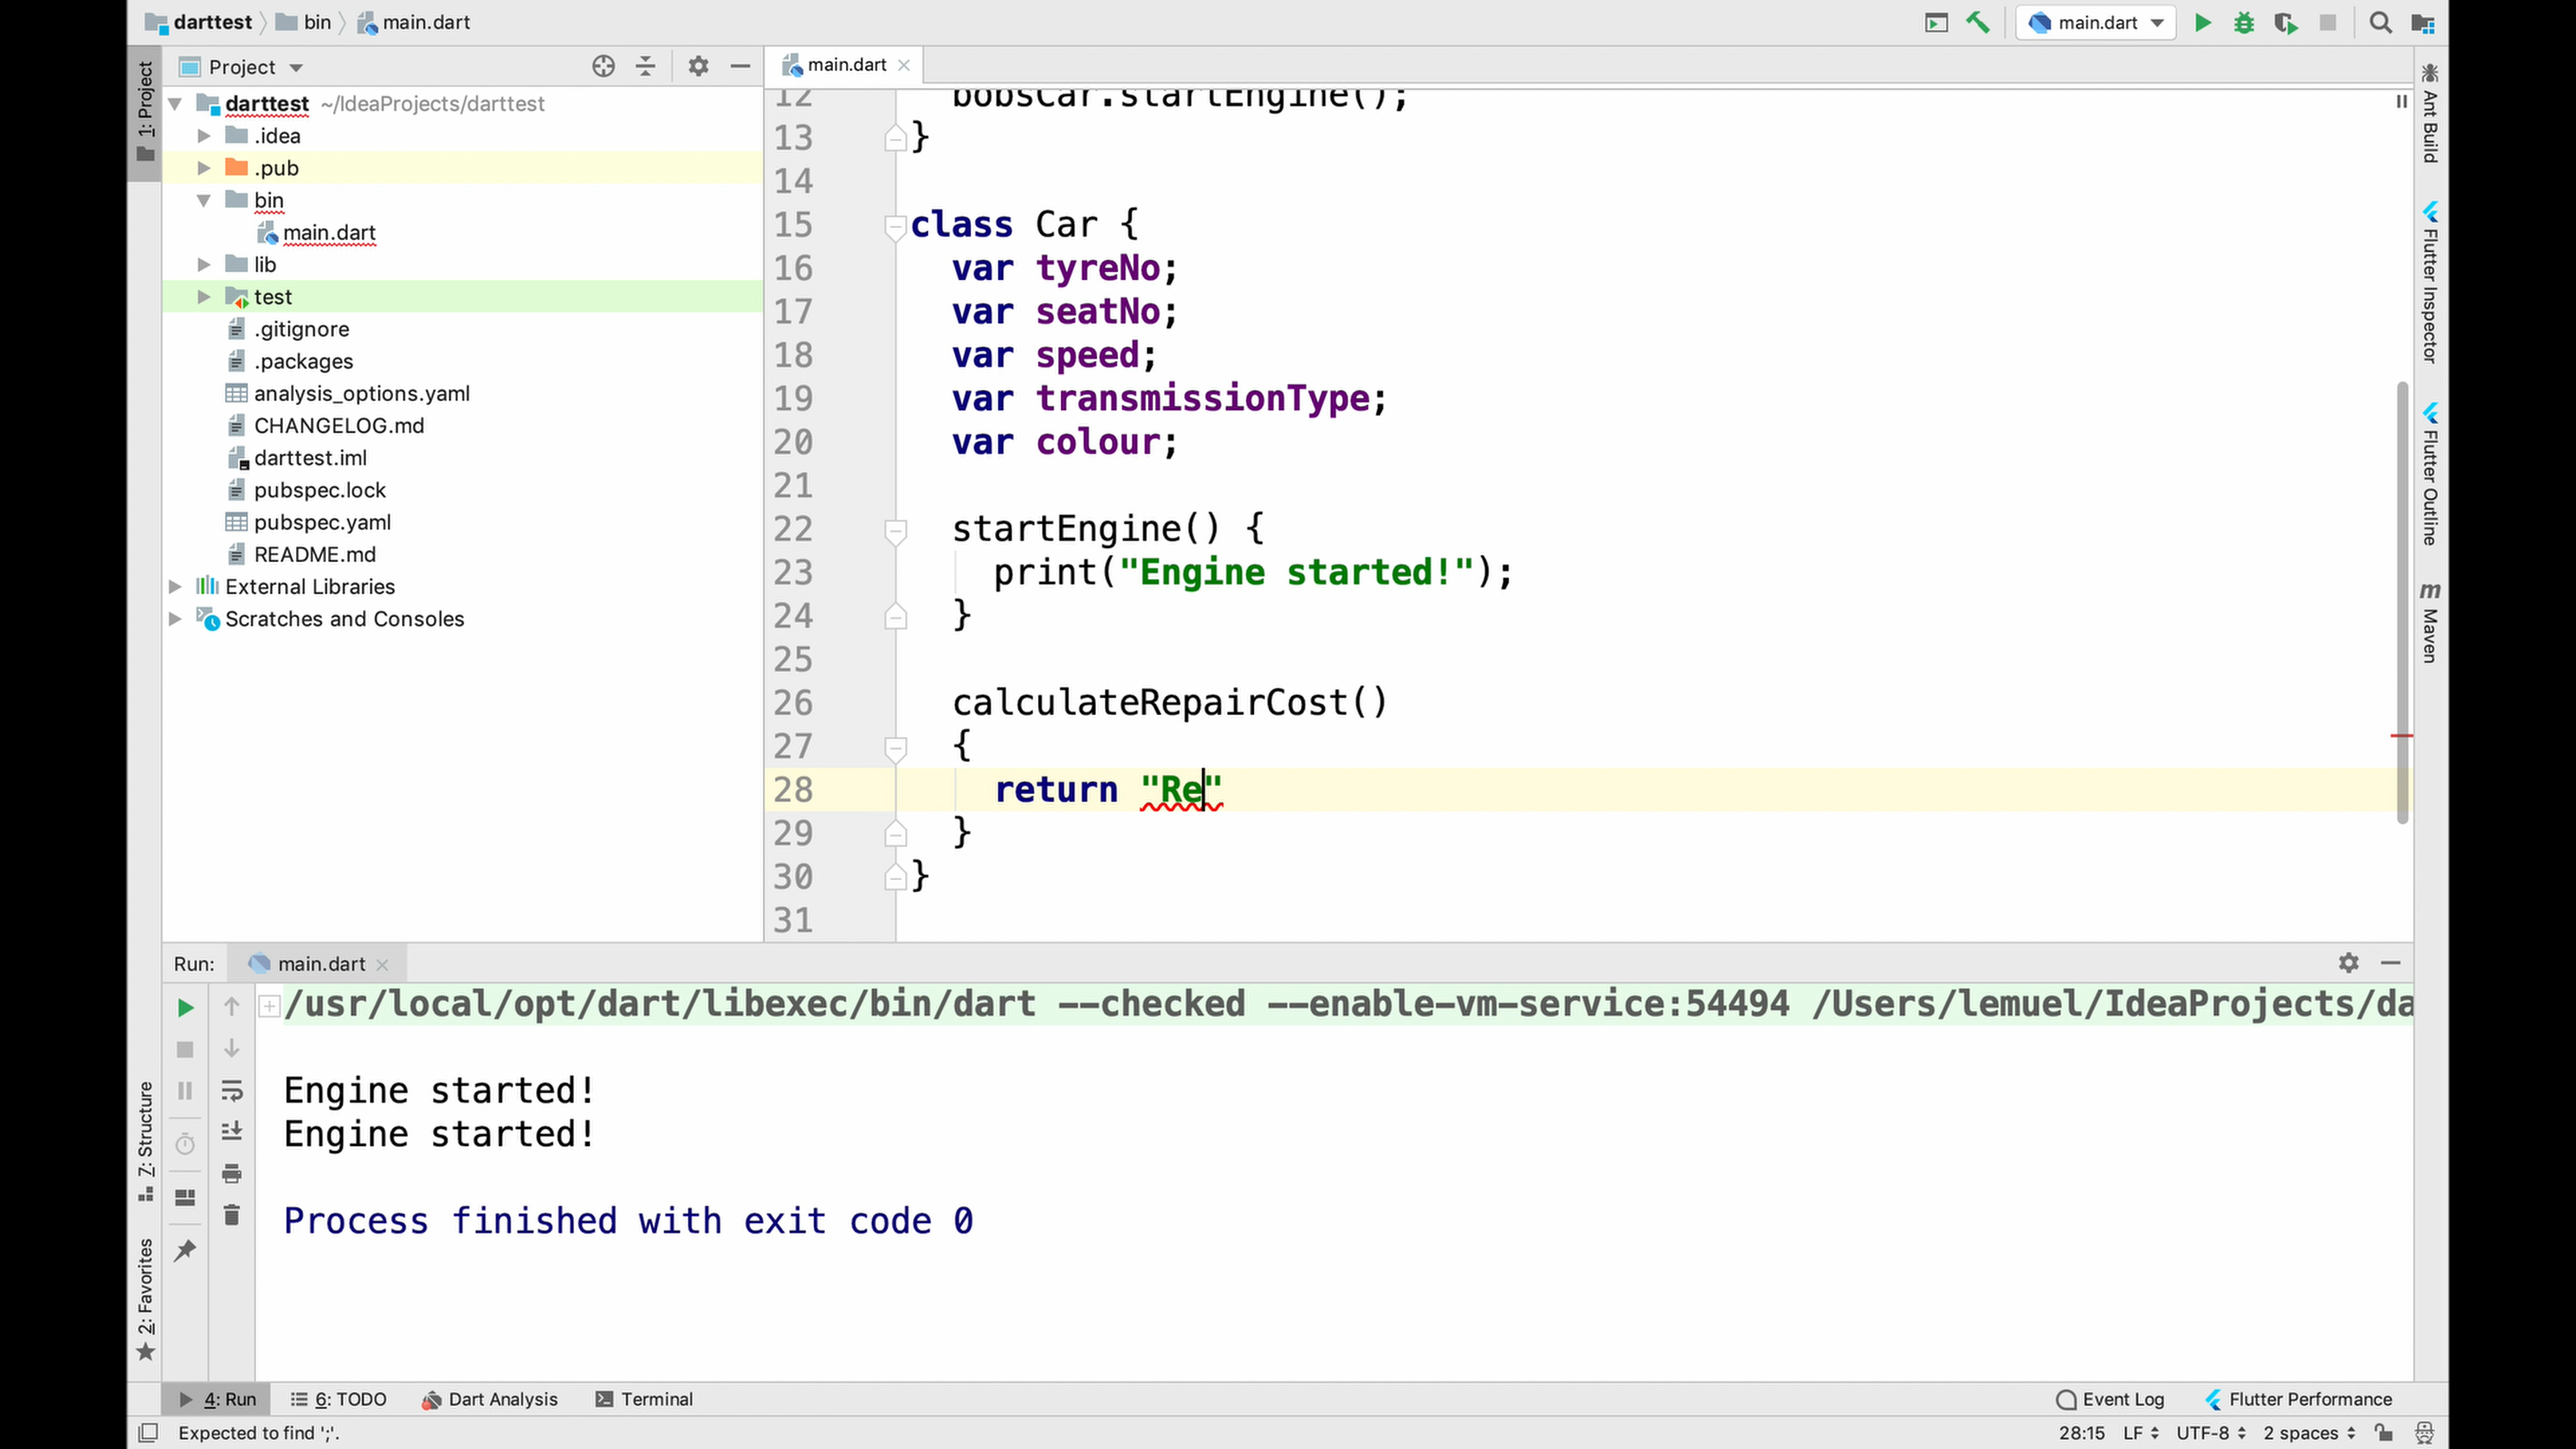 darttest bin main.dart main.dart
1: Project
Project
main.dart
darttest ~/IdeaProjects/darttest
.idea
.pub
bin
main.dart
lib
test
.gitignore
.packages
analysis_options.yaml
CHANGELOG.md
darttest.iml
pubspec.lock
pubspec.yaml
README.md
External Libraries
Scratches and Consoles
12 bobsCar.startEngine();
13 }
14
15 class Car {
16 var tyreNo;
17 var seatNo;
18 var speed;
19 var transmissionType;
20 var colour;
21
22 startEngine() {
23 print("Engine started!");
24 }
25
26 calculateRepairCost()
27 {
28 return "Re"
29 }
30 }
31
Ant Build
Flutter Inspector
Flutter Outline
m Maven
Run: main.dart
/usr/local/opt/dart/libexec/bin/dart --checked --enable-vm-service:54494 /Users/lemuel/IdeaProjects/da
Engine started!
Engine started!
Process finished with exit code 0
Z: Structure
2: Favorites
4: Run 6: TODO Dart Analysis Terminal Event Log Flutter Performance
Expected to find ';'. 28:15 LF UTF-8 2 spaces